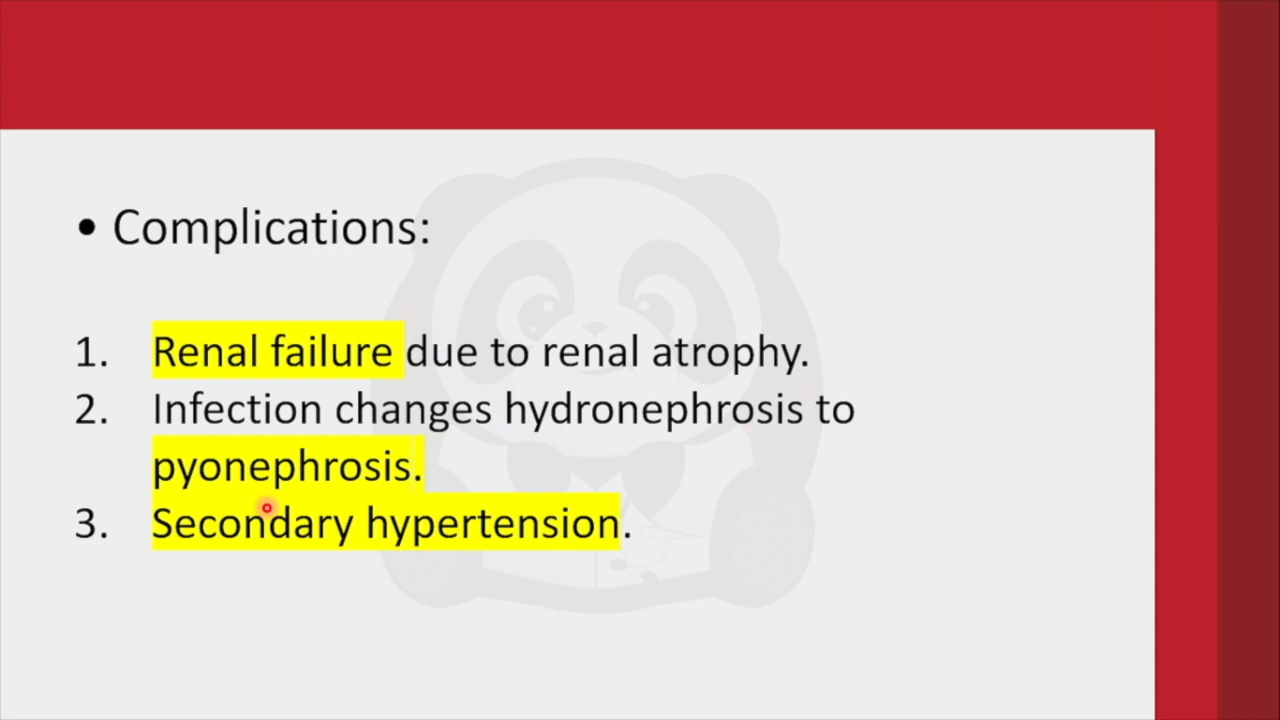 • Complications:
1. Renal failure due to renal atrophy.
2. Infection changes hydronephrosis to
pyonephrosis.
3. Secondary hypertension.